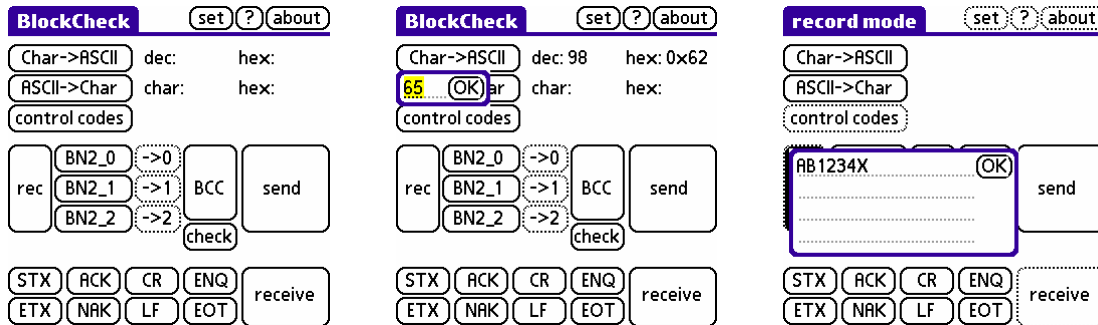 BlockCheck set ? about
Char->ASCII dec: hex:
ASCII->Char char: hex:
control codes
BN2_0 ->0
rec BN2_1 ->1 BCC send
BN2_2 ->2
check
STX ACK CR ENQ
receive
ETX NAK LF EOT
BlockCheck set ? about
Char->ASCII dec: 98 hex: 0x62
65 OK ar char: hex:
control codes
BN2_0 ->0
rec BN2_1 ->1 BCC send
BN2_2 ->2
check
STX ACK CR ENQ
receive
ETX NAK LF EOT
record mode set ? about
Char->ASCII
ASCII->Char
control codes
AB1234X OK
send
STX ACK CR ENQ
receive
ETX NAK LF EOT